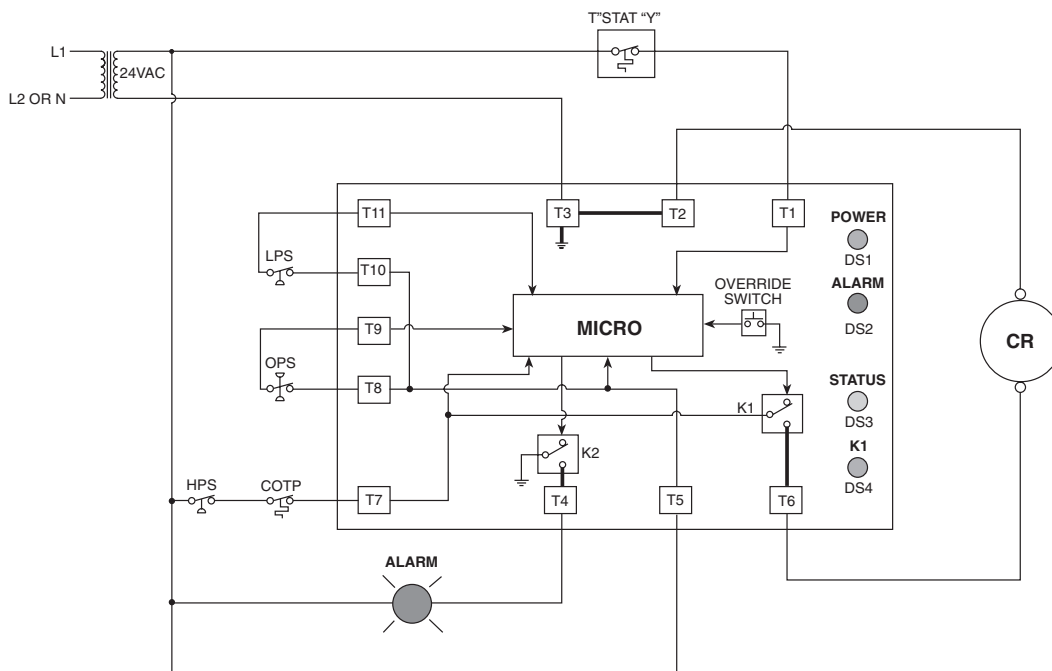 T"STAT "Y"
L1
24VAC
L2 OR N
T11
T3
T2
T1
POWER
DS1
LPS
T10
OVERRIDE
SWITCH
ALARM
DS2
T9
MICRO
CR
OPS
T8
STATUS
K1
DS3
K2
K1
DS4
HPS
COTP
T7
T4
T5
T6
ALARM